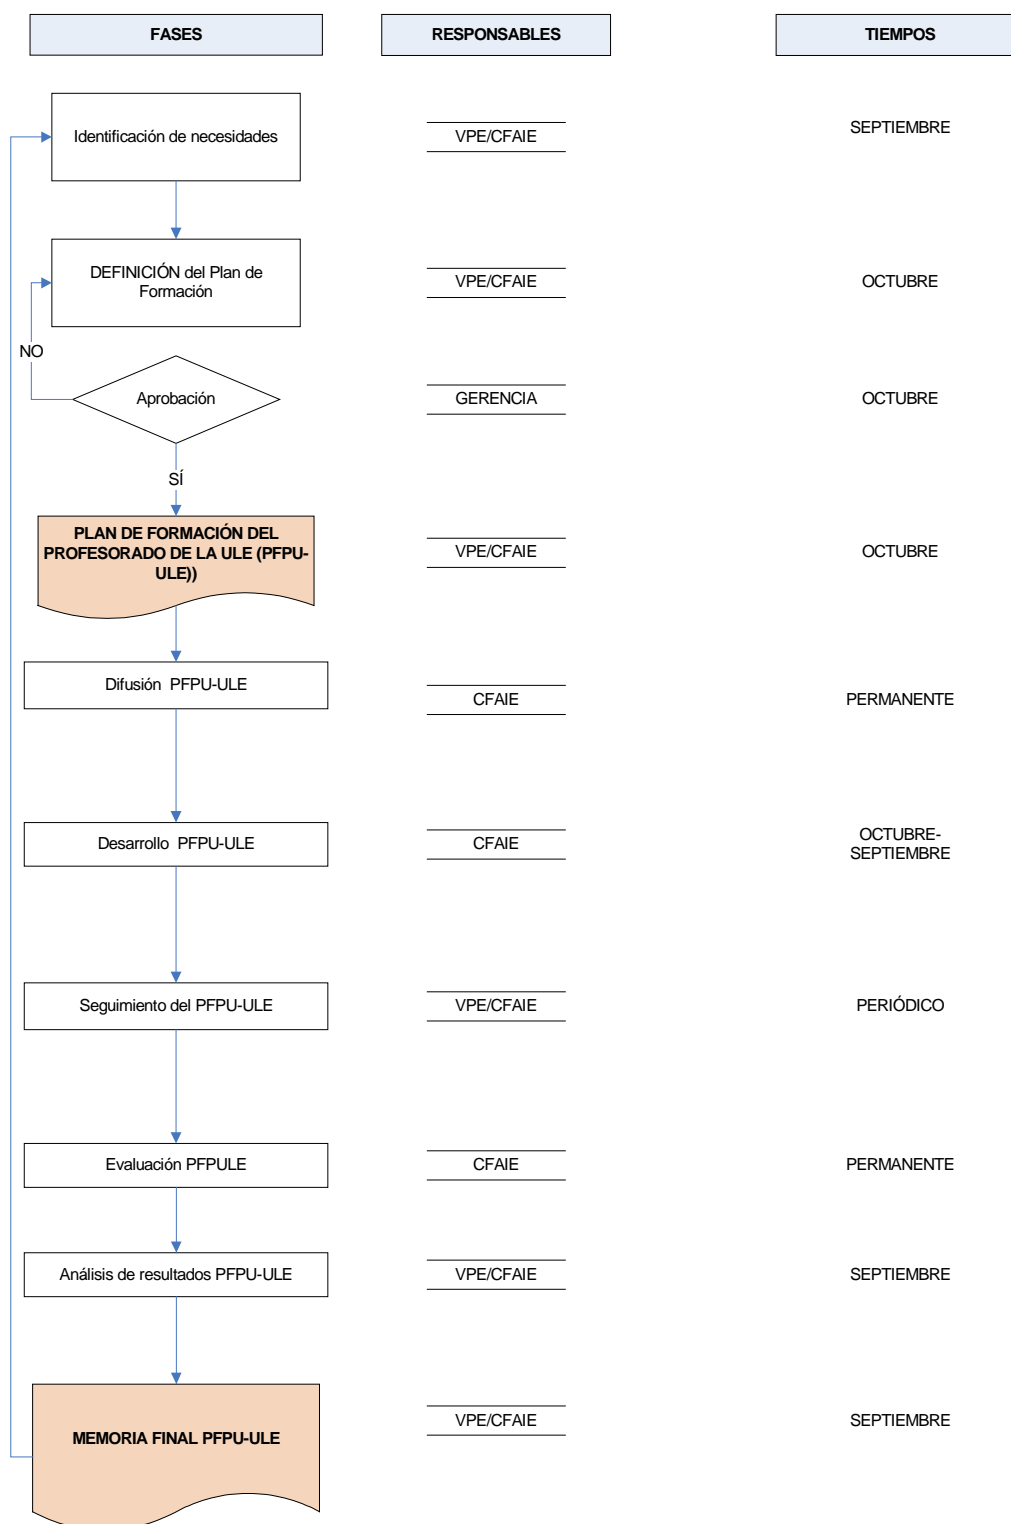 FASES
RESPONSABLES
TIEMPOS
Identificación de necesidades
VPE/CFAIE
SEPTIEMBRE
DEFINICIÓN del Plan de
Formación
VPE/CFAIE
OCTUBRE
NO
Aprobación
GERENCIA
OCTUBRE
SÍ
PLAN DE FORMACIÓN DEL
PROFESORADO DE LA ULE (PFPU-
ULE))
VPE/CFAIE
OCTUBRE
Difusión PFPU-ULE
CFAIE
PERMANENTE
Desarrollo PFPU-ULE
CFAIE
OCTUBRE-
SEPTIEMBRE
Seguimiento del PFPU-ULE
VPE/CFAIE
PERIÓDICO
Evaluación PFPULE
CFAIE
PERMANENTE
Análisis de resultados PFPU-ULE
VPE/CFAIE
SEPTIEMBRE
MEMORIA FINAL PFPU-ULE
VPE/CFAIE
SEPTIEMBRE